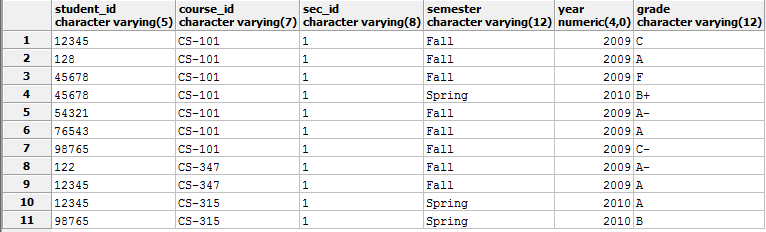 student_id course_id sec_id semester year grade
character varying(5) character varying(7) character varying(8) character varying(12) numeric(4,0) character varying(12)
1 12345 CS-101 1 Fall 2009 C
2 128 CS-101 1 Fall 2009 A
3 45678 CS-101 1 Fall 2009 F
4 45678 CS-101 1 Spring 2010 B+
5 54321 CS-101 1 Fall 2009 A-
6 76543 CS-101 1 Fall 2009 A
7 98765 CS-101 1 Fall 2009 C-
8 122 CS-347 1 Fall 2009 A-
9 12345 CS-347 1 Fall 2009 A
10 12345 CS-315 1 Spring 2010 A
11 98765 CS-315 1 Spring 2010 B